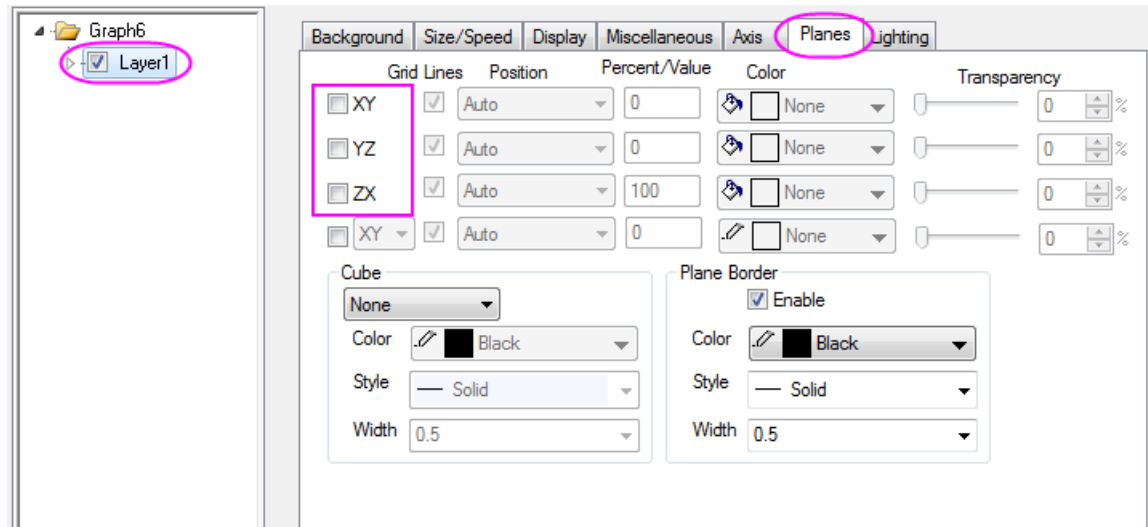 Graph6
Layer1
Background Size/Speed Display Miscellaneous Axis Planes Lighting
Grid Lines Position Percent/Value Color Transparency
XY Auto 0 None 0 %
YZ Auto 0 None 0 %
ZX Auto 100 None 0 %
XY Auto 0 None 0 %
Cube
None
Color Black
Style Solid
Width 0.5
Plane Border
Enable
Color Black
Style Solid
Width 0.5